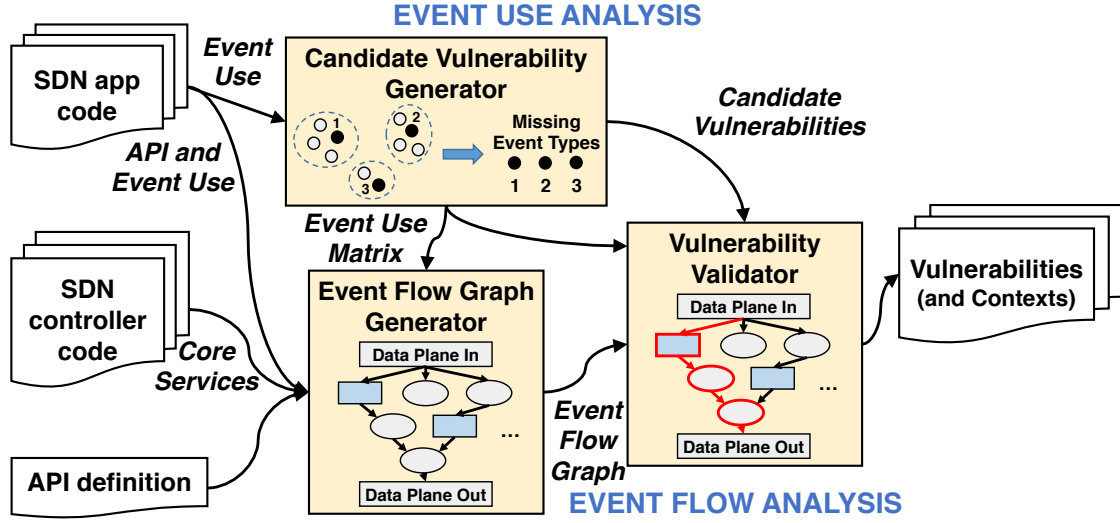 EVENT USE ANALYSIS
SDN app
code
Event
Use
Candidate Vulnerability
Generator
1
2
3
Missing
Event Types
1 2 3
Candidate
Vulnerabilities
API and
Event Use
Event Use
Matrix
SDN
controller
code
Core
Services
Event Flow Graph
Generator
Data Plane In
...
Data Plane Out
Event
Flow
Graph
Vulnerability
Validator
Data Plane In
...
Data Plane Out
Vulnerabilities
(and Contexts)
API definition
EVENT FLOW ANALYSIS